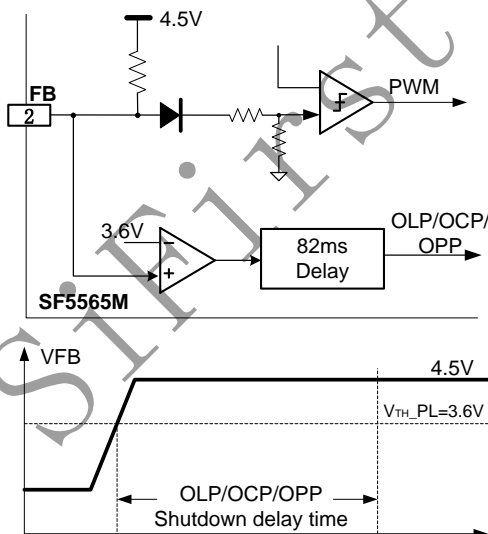 4.5V
FB
2
PWM
3.6V
82ms
Delay
OLP/OCP/
OPP
SF5565M
VFB
4.5V
VTH_PL=3.6V
OLP/OCP/OPP
Shutdown delay time
SiFirst